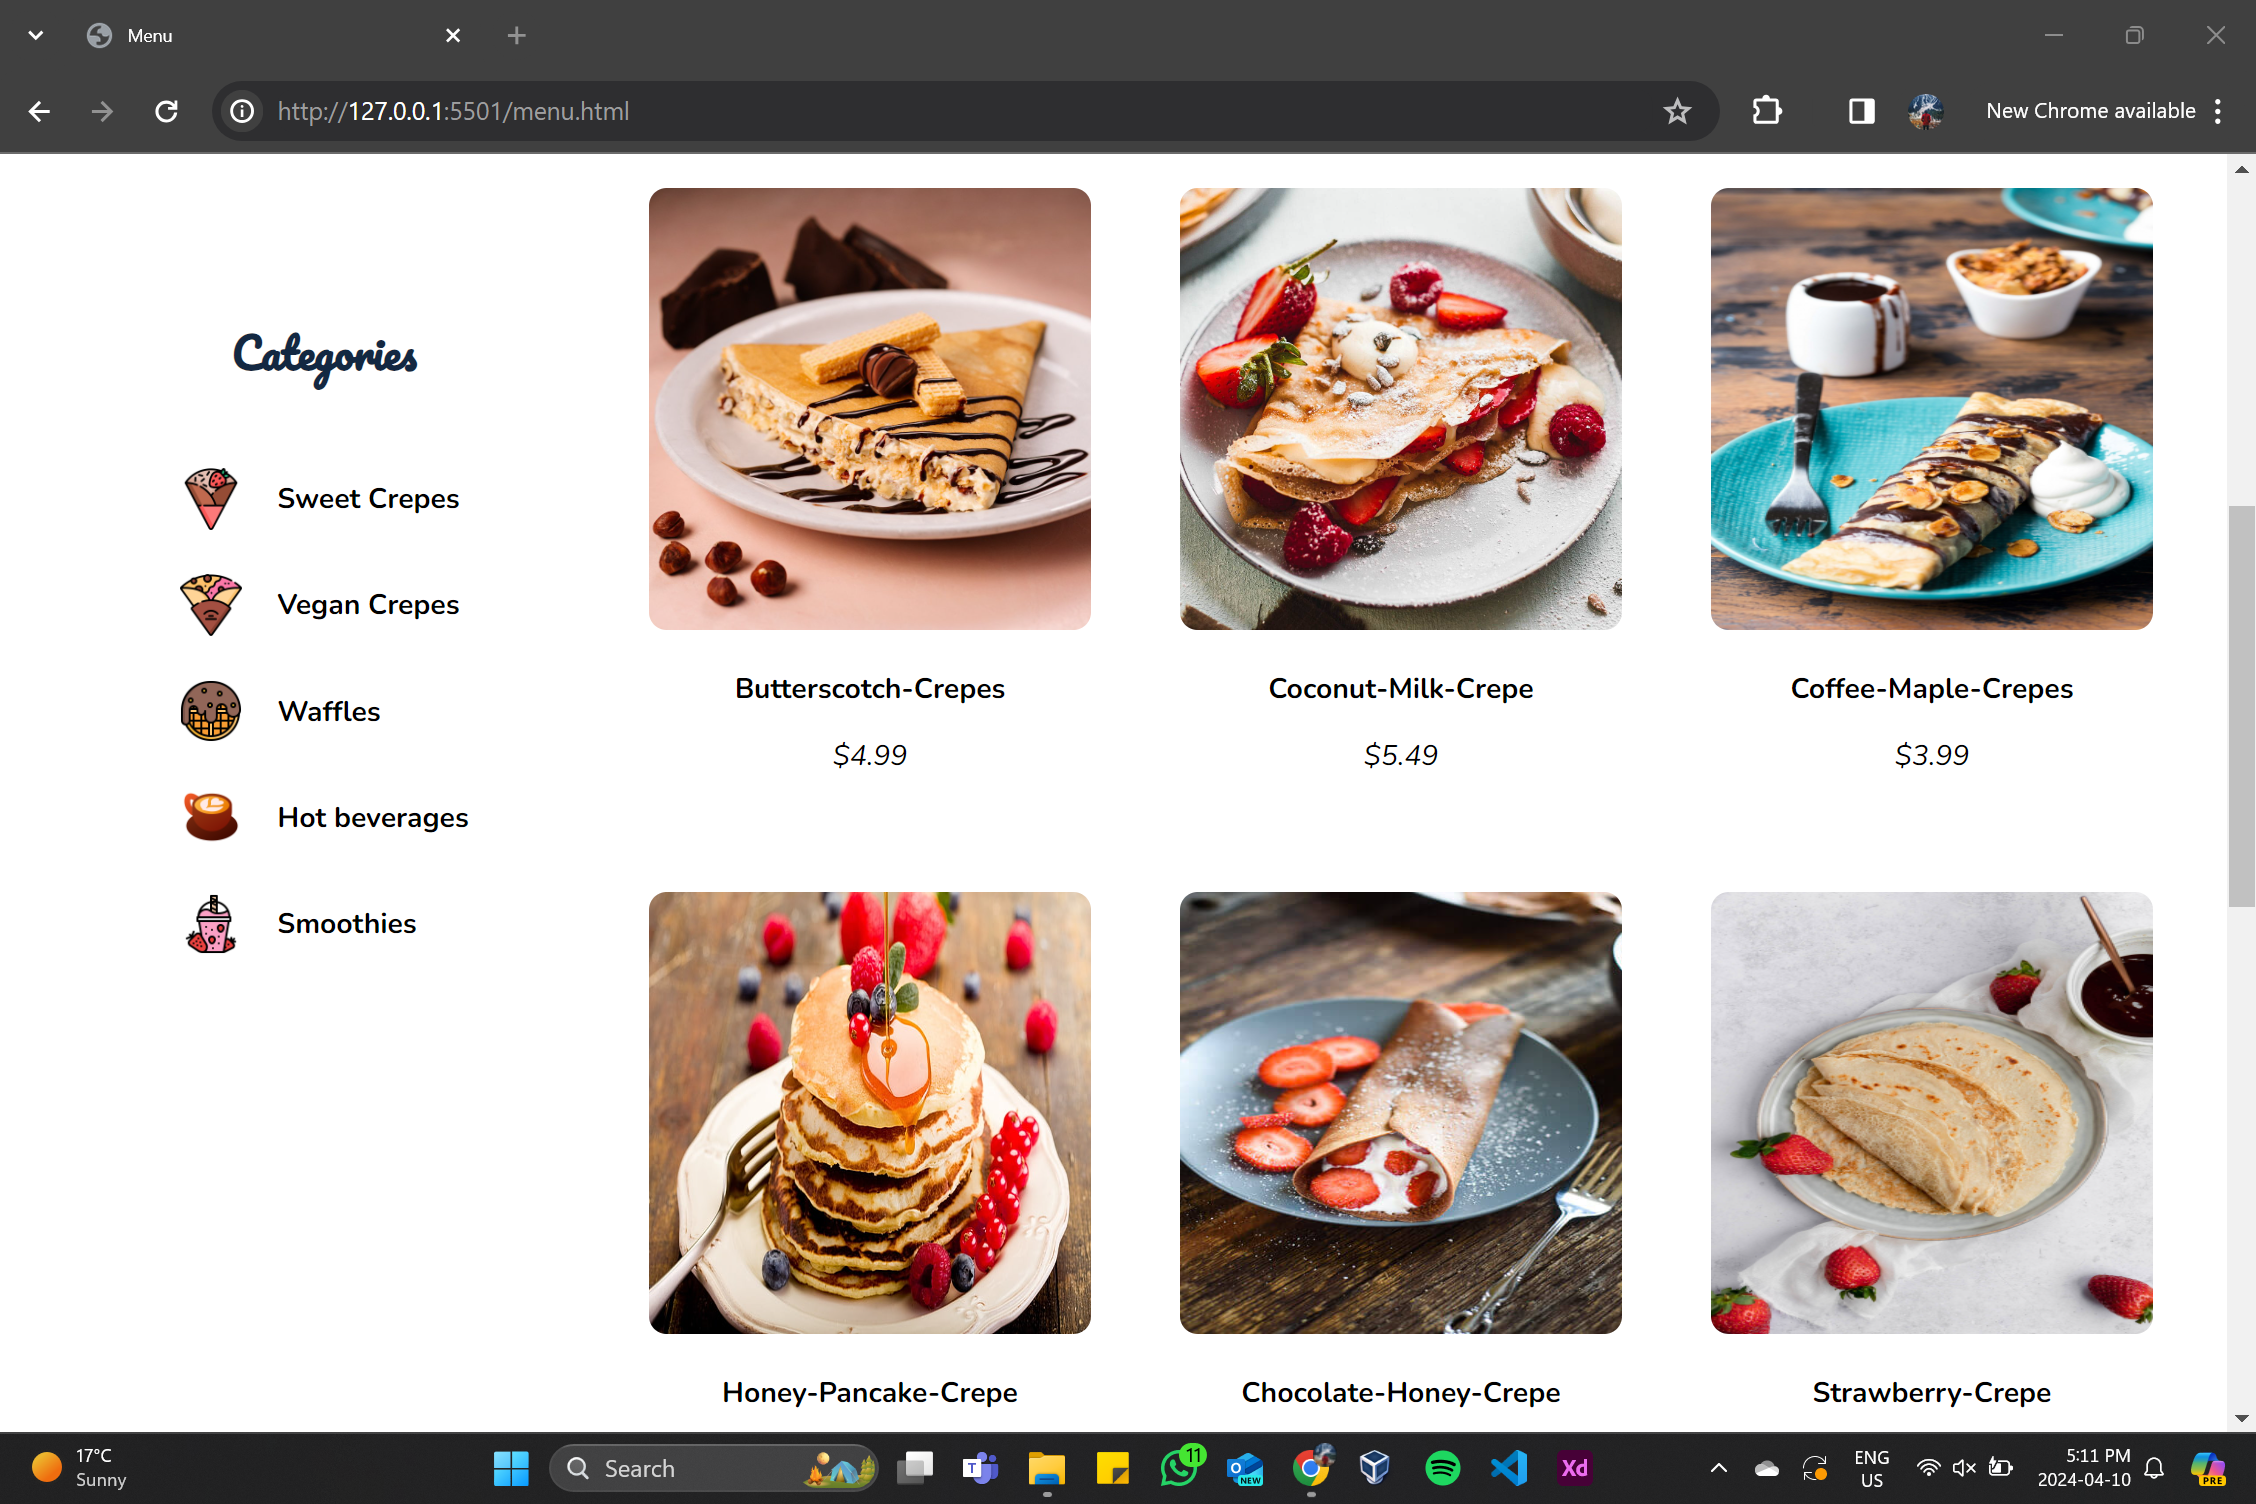 Menu
http://127.0.0.1:5501/menu.html
New Chrome available
Categories
Sweet Crepes
Vegan Crepes
Waffles
Hot beverages
Smoothies
Butterscotch-Crepes
$4.99
Coconut-Milk-Crepe
$5.49
Coffee-Maple-Crepes
$3.99
Honey-Pancake-Crepe
Chocolate-Honey-Crepe
Strawberry-Crepe
17°C
Sunny
Search
T
11
O
NEW
Xd
ENG
US
5:11 PM
2024-04-10
PRE